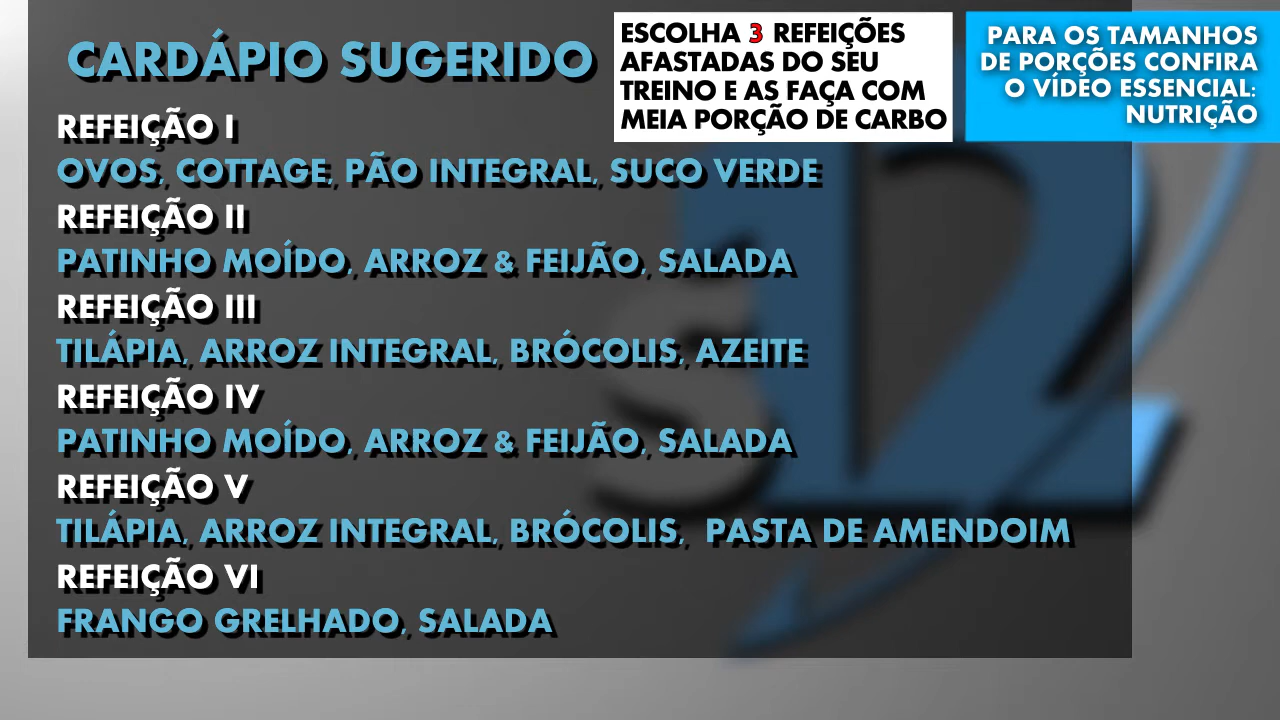 CARDÁPIO SUGERIDO
ESCOLHA 3 REFEIÇÕES
AFASTADAS DO SEU
TREINO E AS FAÇA COM
MEIA PORÇÃO DE CARBO
PARA OS TAMANHOS
DE PORÇÕES CONFIRA
O VÍDEO ESSENCIAL:
NUTRIÇÃO
REFEIÇÃO I
OVOS, COTTAGE, PÃO INTEGRAL, SUCO VERDE
REFEIÇÃO II
PATINHO MOÍDO, ARROZ & FEIJÃO, SALADA
REFEIÇÃO III
TILÁPIA, ARROZ INTEGRAL, BRÓCOLIS, AZEITE
REFEIÇÃO IV
PATINHO MOÍDO, ARROZ & FEIJÃO, SALADA
REFEIÇÃO V
TILÁPIA, ARROZ INTEGRAL, BRÓCOLIS, PASTA DE AMENDOIM
REFEIÇÃO VI
FRANGO GRELHADO, SALADA
s12